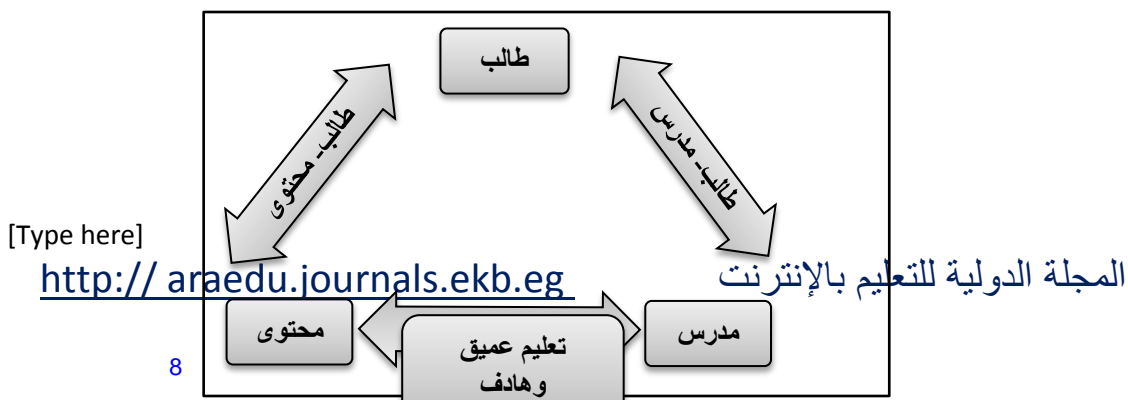 طالب
طالب- محتوى
طالب- مدرس
[Type here]
المجلة الدولية للتعليم بالإنترنت http:// araedu.journals.ekb.eg
مدرس
محتوى
تعليم عميق
وهادف
8